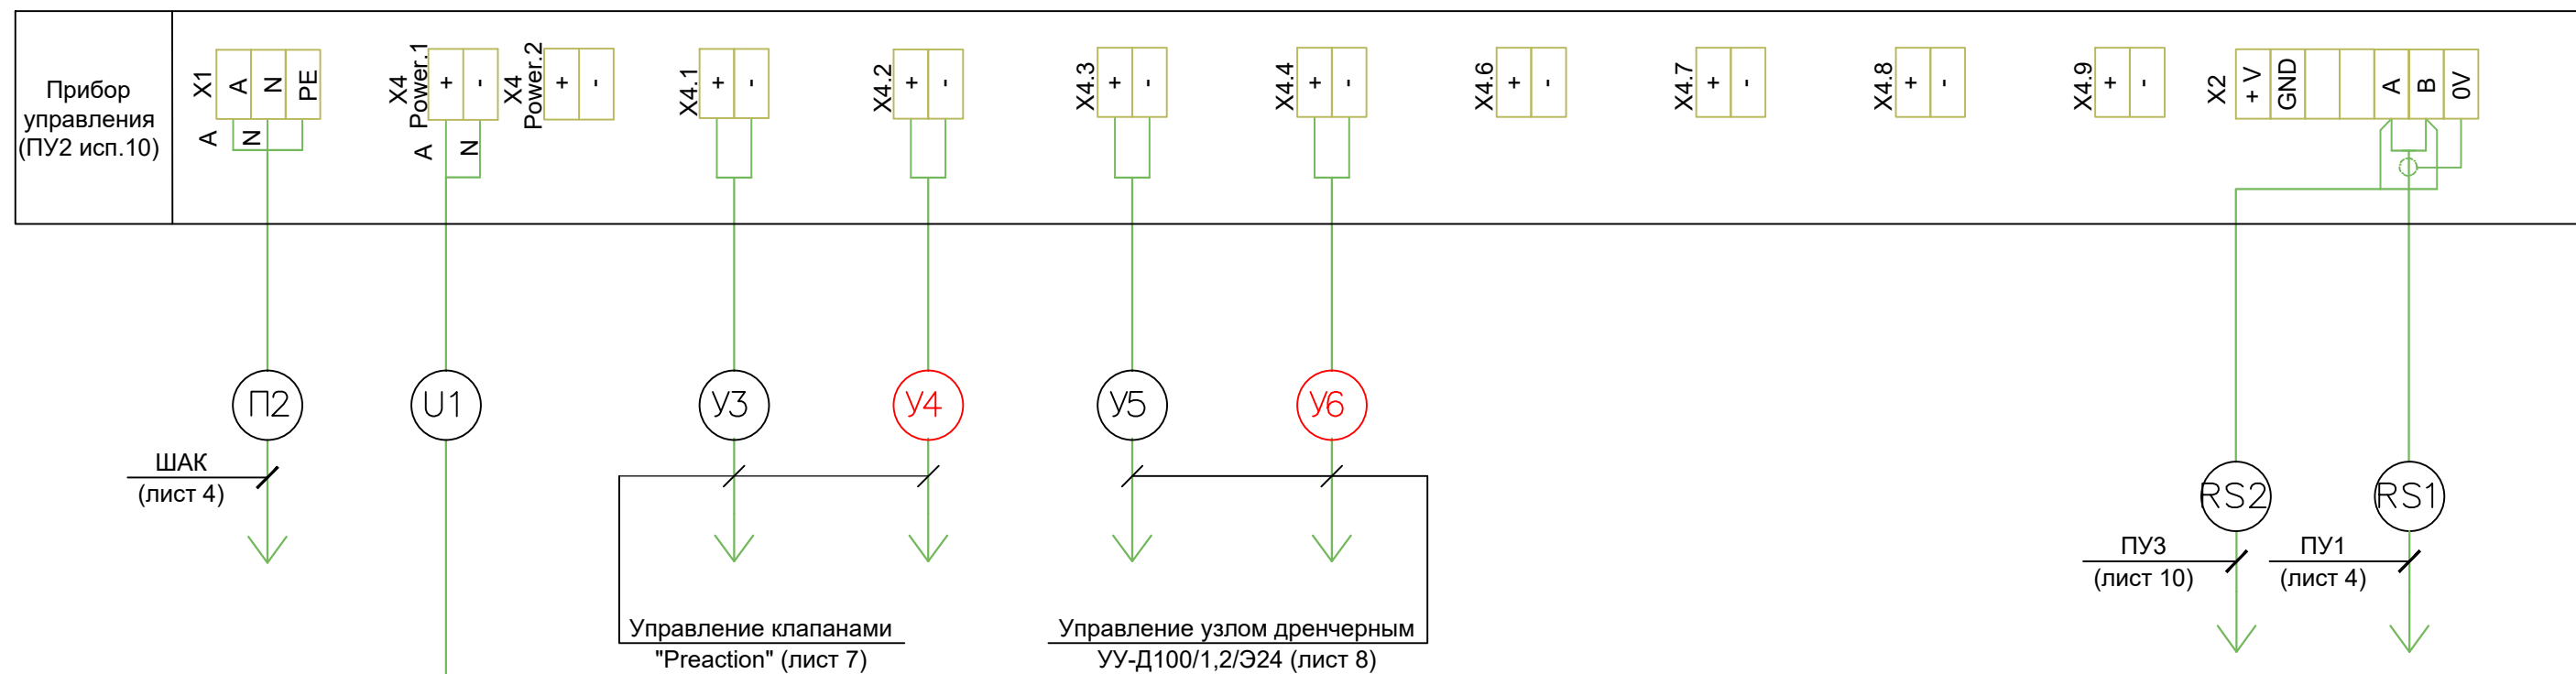 Прибор
управления
(ПУ2 исп.10)
X1
A
N
PE
A
N
X4
Power.1
+
-
A
N
X4
Power.2
+
-
X4.1
+
-
X4.2
+
-
X4.3
+
-
X4.4
+
-
X4.6
+
-
X4.7
+
-
X4.8
+
-
X4.9
+
-
X2
+ V
GND
A
B
0V
П2
U1
У3
У4
У5
У6
RS2
RS1
ШАК
(лист 4)
ПУ3
(лист 10)
ПУ1
(лист 4)
Управление клапанами
"Preaction" (лист 7)
Управление узлом дренчерным
УУ-Д100/1,2/Э24 (лист 8)